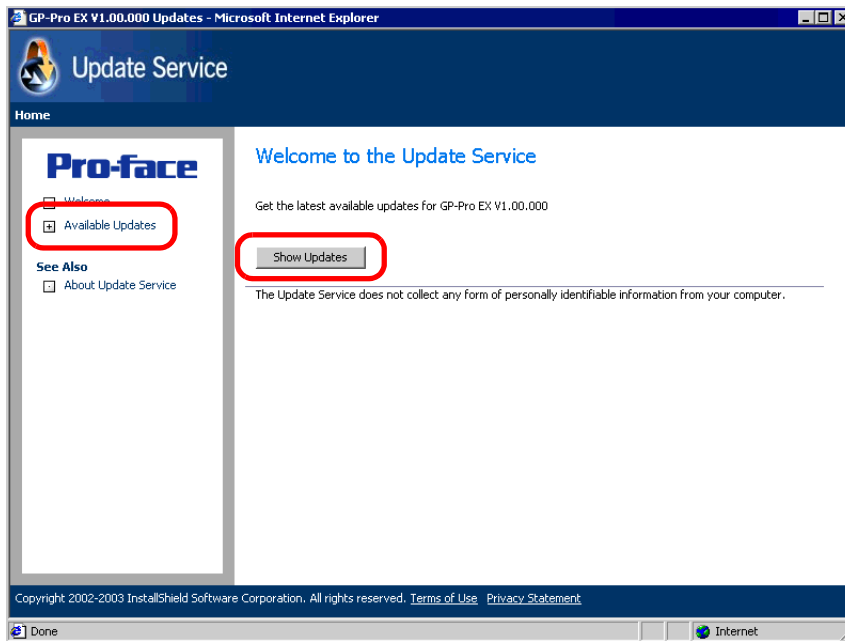 GP-Pro EX V1.00.000 Updates - Microsoft Internet Explorer
Update Service
Home
Pro-face
Welcome
Available Updates
See Also
About Update Service
Welcome to the Update Service
Get the latest available updates for GP-Pro EX V1.00.000
Show Updates
The Update Service does not collect any form of personally identifiable information from your computer.
Copyright 2002-2003 InstallShield Software Corporation. All rights reserved. Terms of Use Privacy Statement
Done
Internet